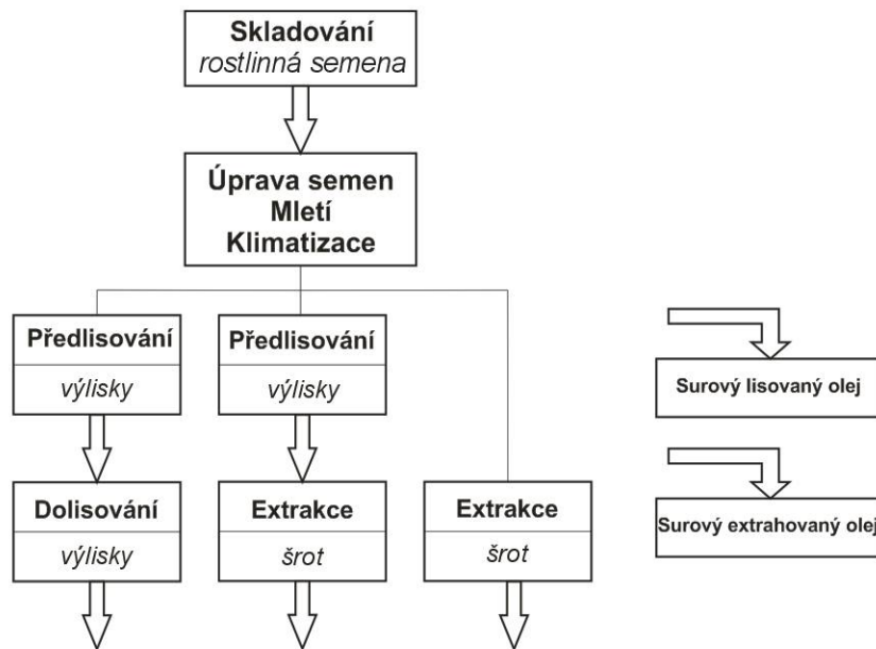 Skladování
rostlinná semena
Úprava semen
Mletí
Klimatizace
Předlisování
výlisky
Předlisování
výlisky
Dolisování
výlisky
Extrakce
šrot
Extrakce
šrot
Surový lisovaný olej
Surový extrahovaný olej